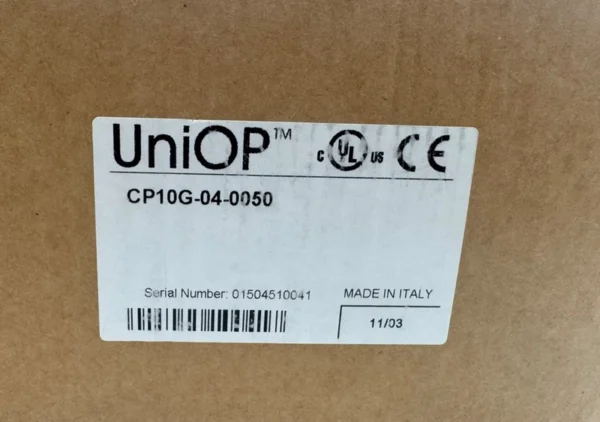 UniOP™ c UL us CE
CP10G-04-0050
Serial Number: 01504510041 MADE IN ITALY
11/03